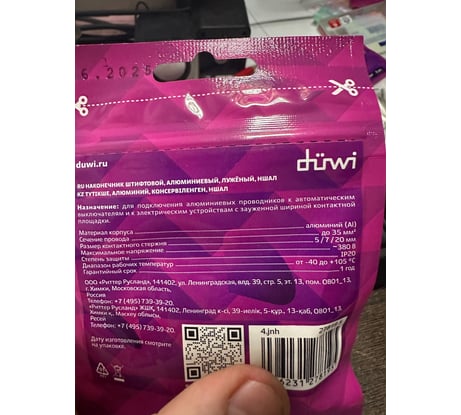 6.2025
duwi.ru
düwi
RU НАКОНЕЧНИК ШТИФТОВОЙ, АЛЮМИНИЕВЫЙ, ЛУЖЁНЫЙ, НШАЛ
KZ ТҮТІКШЕ, АЛЮМИНИЙ, КОНСЕРВІЛЕНГЕН, НШАЛ
Назначение: для подключения алюминиевых проводников к автоматическим
выключателям и к электрическим устройствам с зауженной шириной контактной
площадки.
Материал корпуса алюминий (Al)
Сечение провода до 35 мм²
Размер контактного стержня 5/7/20 мм
Максимальное напряжение ~380 В
Степень защиты IP20
Диапазон рабочих температур от -40 до +105 °C
Гарантийный срок 1 год
ООО «Риттер Русланд», 141402, ул. Ленинградская, влд. 39, стр. 5, эт. 13, пом. 0801_13,
г. Химки, Московская область,
Россия
Телефон: +7 (495) 739-39-20.
«Риттер Русланд» ЖШҚ, 141402, Ленинград к-сі, 39-иелік, 5-құр., 13-қаб, 0801_13,
Химки қ., Мәскеу облысы,
Ресей
Телефон: +7 (495) 739-39-20.
Дату изготовления смотрите
на упаковке
4.jnh